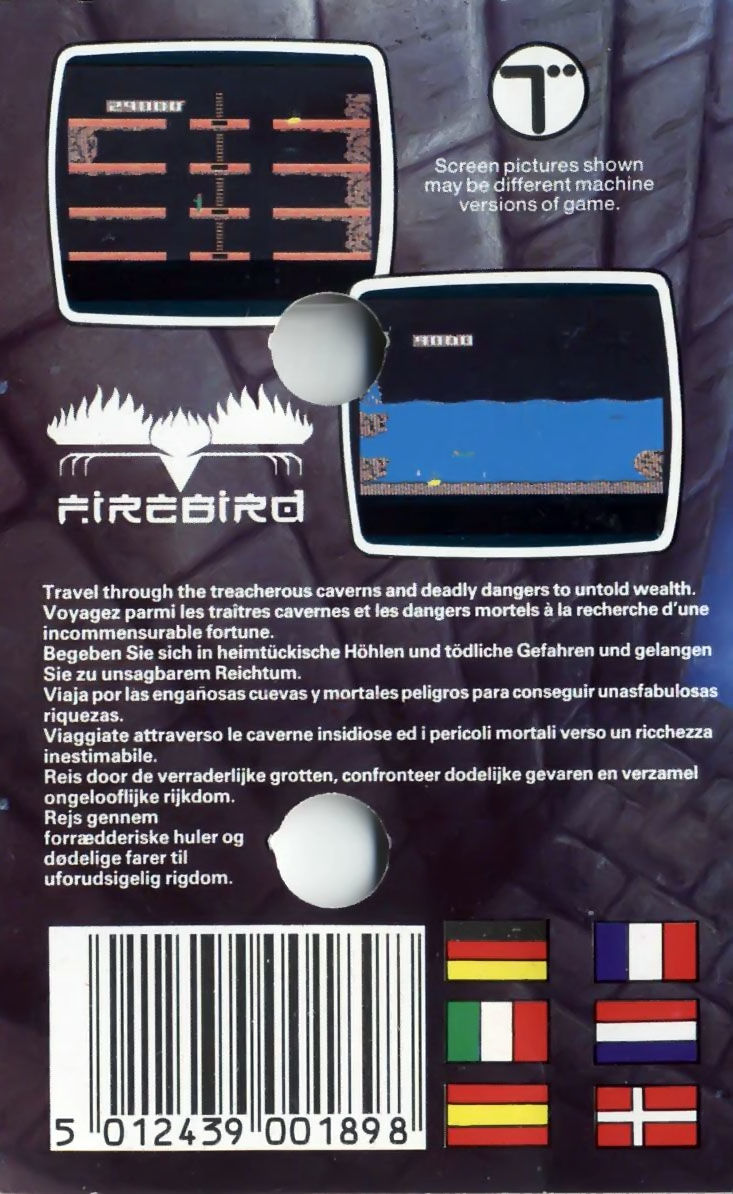 29000
Screen pictures shown
may be different machine
versions of game.
FIREBIRD
Travel through the treacherous caverns and deadly dangers to untold wealth.
Voyagez parmi les traîtres cavernes et les dangers mortels à la recherche d'une
incommensurable fortune.
Begeben Sie sich in heimtückische Höhlen und tödliche Gefahren und gelangen
Sie zu unsagbarem Reichtum.
Viaja por las engañosas cuevas y mortales peligros para conseguir unasfabulosas
riquezas.
Viaggiate attraverso le caverne insidiose ed i pericoli mortali verso un ricchezza
inestimabile.
Reis door de verraderlijke grotten, confronteer dodelijke gevaren en verzamel
ongelooflijke rijkdom.
Rejs gennem
forrædderiske huler og
dødelige farer til
uforudsigelig rigdom.
5 012439 001898